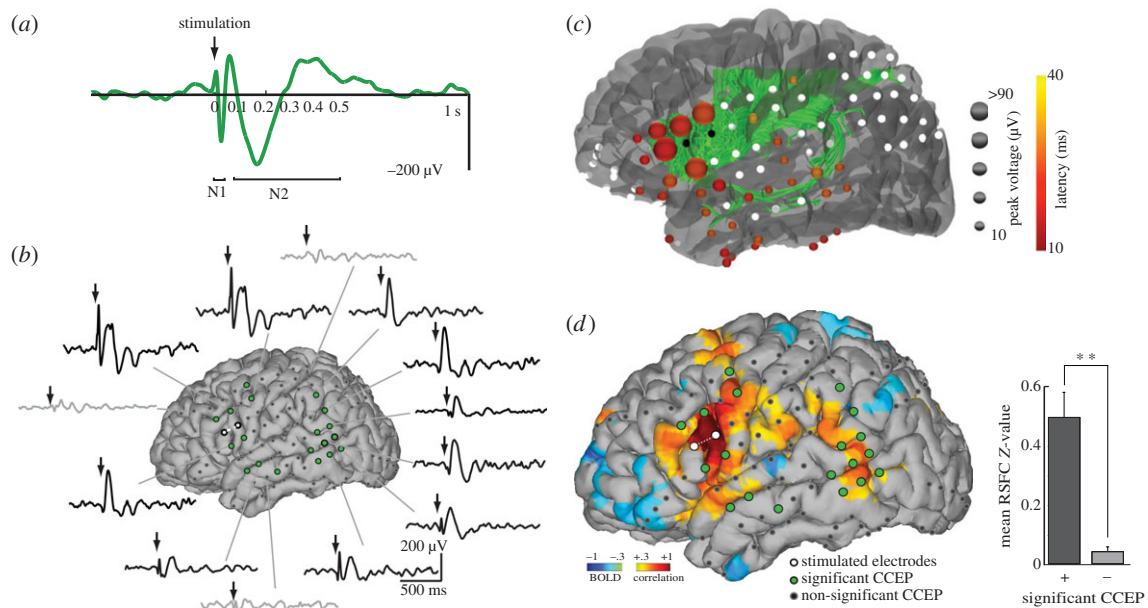 (a)
stimulation
0 0.1 0.2 0.3 0.4 0.5
1 s
–200 µV
N1
N2
(b)
200 µV
500 ms
(c)
>90
10
peak voltage (µV)
40
10
latency (ms)
(d)
–1 –.3 +.3 +1
BOLD correlation
stimulated electrodes
significant CCEP
non-significant CCEP
**
0.6
0.4
0.2
0
mean RSFC Z-value
+ –
significant CCEP